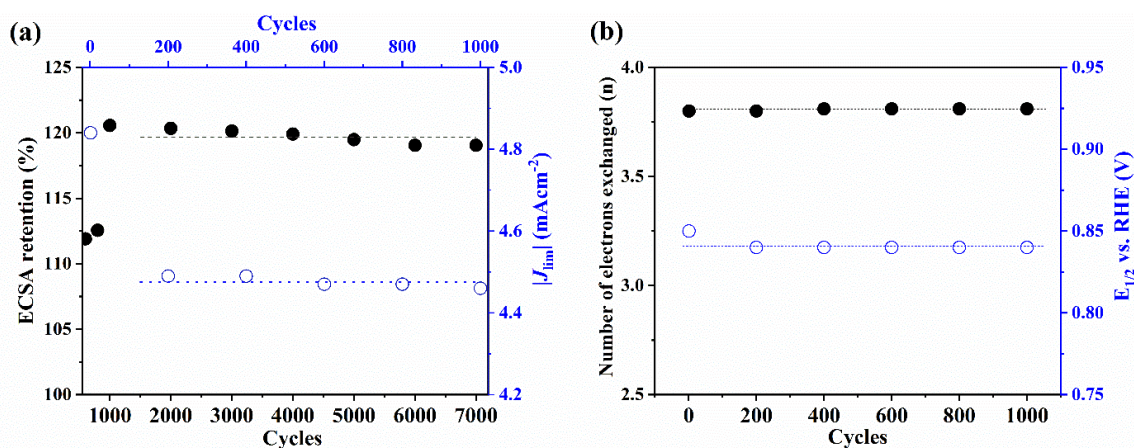 (a)
Cycles
0 200 400 600 800 1000
125
120
115
110
105
100
ECSA retention (%)
5.0
4.8
4.6
4.4
4.2
|J_lim| (mAcm⁻²)
1000 2000 3000 4000 5000 6000 7000
Cycles
(b)
4.0
3.5
3.0
2.5
Number of electrons exchanged (n)
0.95
0.90
0.85
0.80
0.75
E_1/2 vs. RHE (V)
0 200 400 600 800 1000
Cycles